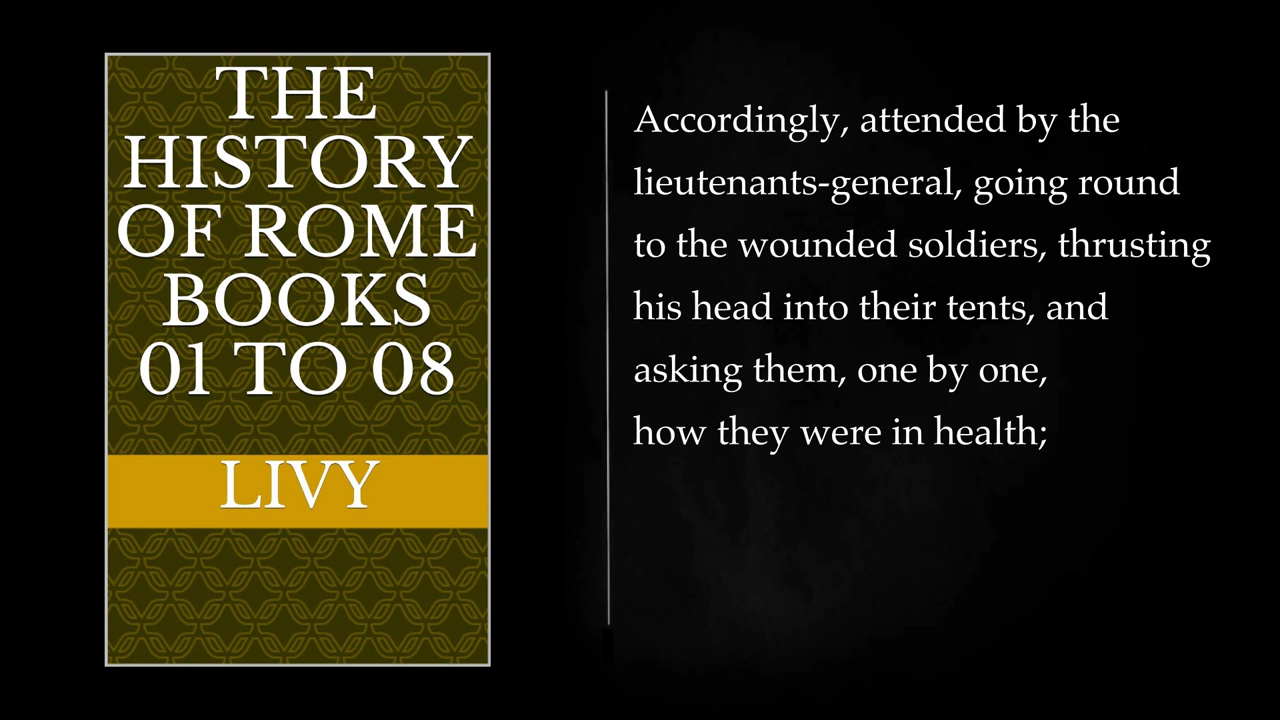 THE
HISTORY
OF ROME
BOOKS
01 TO 08
LIVY
Accordingly, attended by the
lieutenants-general, going round
to the wounded soldiers, thrusting
his head into their tents, and
asking them, one by one,
how they were in health;